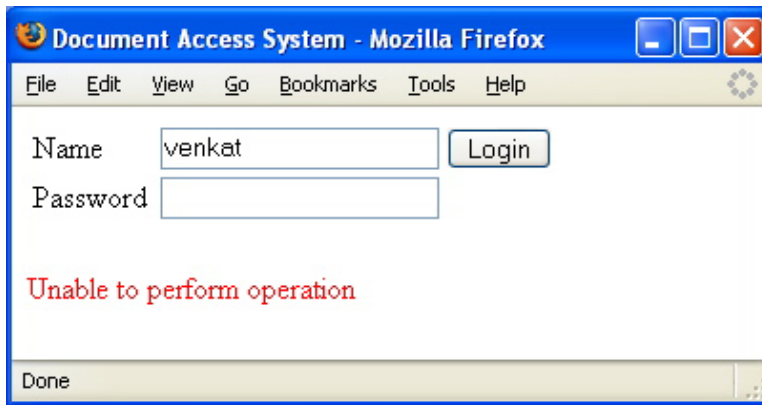 Document Access System - Mozilla Firefox
File Edit View Go Bookmarks Tools Help
Name venkat Login
Password
Unable to perform operation
Done